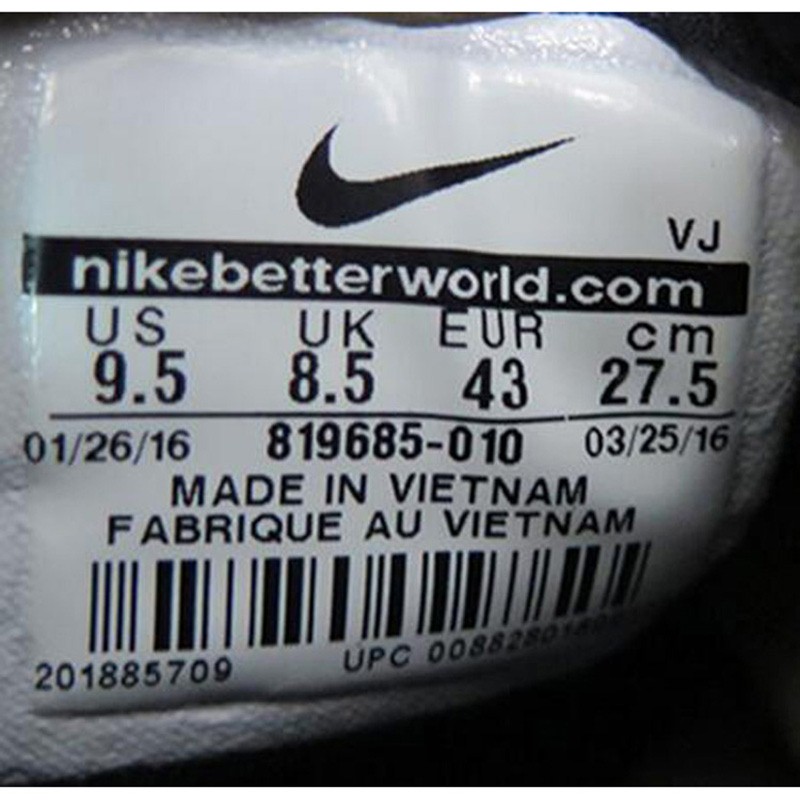 VJ
nikebetterworld.com
US UK EUR cm
9.5 8.5 43 27.5
01/26/16 819685-010 03/25/16
MADE IN VIETNAM
FABRIQUE AU VIETNAM
201885709 UPC